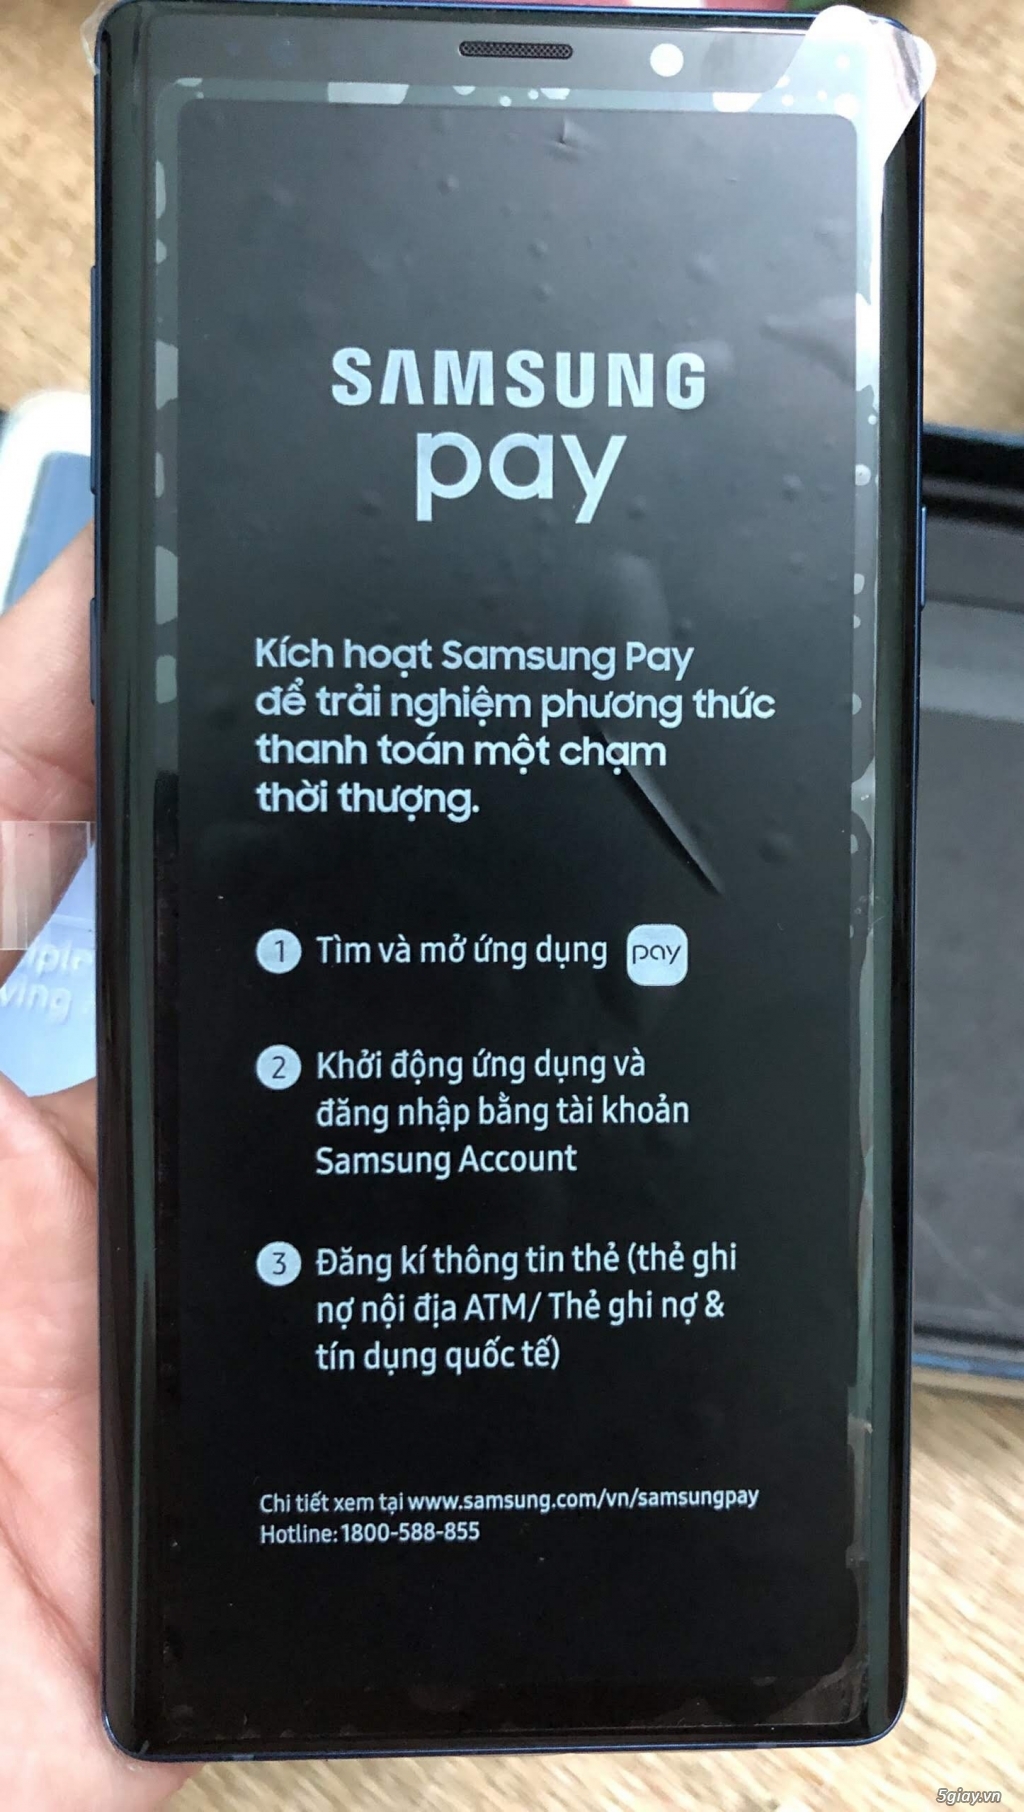 SAMSUNG
pay
Kích hoạt Samsung Pay
để trải nghiệm phương thức
thanh toán một chạm
thời thượng.
1 Tìm và mở ứng dụng pay
2 Khởi động ứng dụng và
đăng nhập bằng tài khoản
Samsung Account
3 Đăng kí thông tin thẻ (thẻ ghi
nợ nội địa ATM/ Thẻ ghi nợ &
tín dụng quốc tế)
Chi tiết xem tại www.samsung.com/vn/samsungpay
Hotline: 1800-588-855
5giay.vn